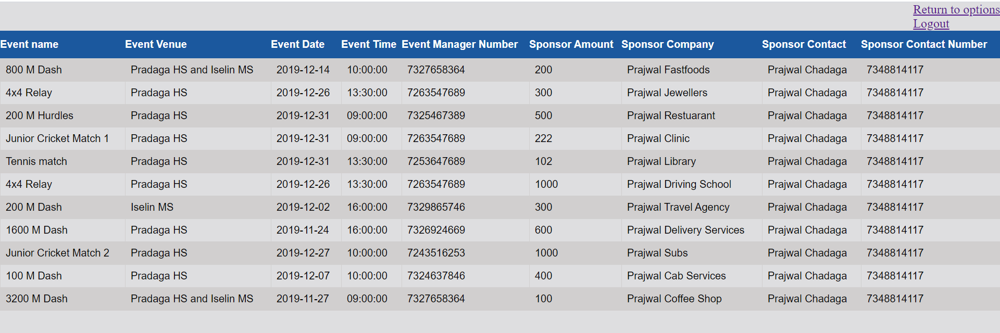 Return to options
Logout
Event name Event Venue Event Date Event Time Event Manager Number Sponsor Amount Sponsor Company Sponsor Contact Sponsor Contact Number
800 M Dash Pradaga HS and Iselin MS 2019-12-14 10:00:00 7327658364 200 Prajwal Fastfoods Prajwal Chadaga 7348814117
4x4 Relay Pradaga HS 2019-12-26 13:30:00 7263547689 300 Prajwal Jewellers Prajwal Chadaga 7348814117
200 M Hurdles Pradaga HS 2019-12-31 09:00:00 7325467389 500 Prajwal Restuarant Prajwal Chadaga 7348814117
Junior Cricket Match 1 Pradaga HS 2019-12-31 09:00:00 7263547689 222 Prajwal Clinic Prajwal Chadaga 7348814117
Tennis match Pradaga HS 2019-12-31 13:30:00 7253647689 102 Prajwal Library Prajwal Chadaga 7348814117
4x4 Relay Pradaga HS 2019-12-26 13:30:00 7263547689 1000 Prajwal Driving School Prajwal Chadaga 7348814117
200 M Dash Iselin MS 2019-12-02 16:00:00 7329865746 300 Prajwal Travel Agency Prajwal Chadaga 7348814117
1600 M Dash Pradaga HS 2019-11-24 16:00:00 7326924669 600 Prajwal Delivery Services Prajwal Chadaga 7348814117
Junior Cricket Match 2 Pradaga HS 2019-12-27 10:00:00 7243516253 1000 Prajwal Subs Prajwal Chadaga 7348814117
100 M Dash Pradaga HS 2019-12-07 10:00:00 7324637846 400 Prajwal Cab Services Prajwal Chadaga 7348814117
3200 M Dash Pradaga HS and Iselin MS 2019-11-27 09:00:00 7327658364 100 Prajwal Coffee Shop Prajwal Chadaga 7348814117